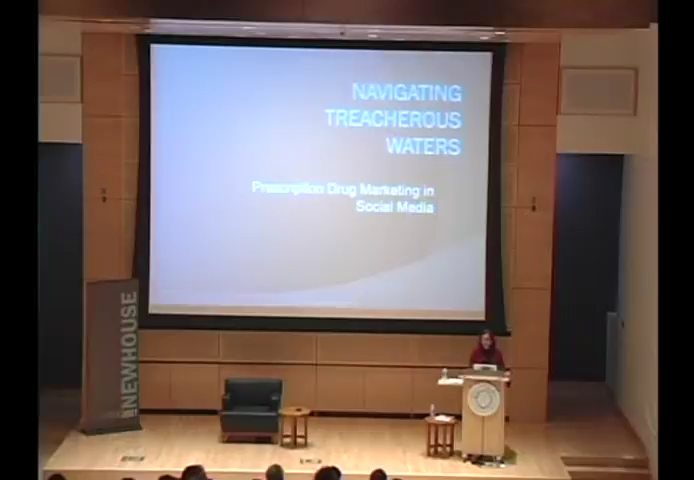 NAVIGATING
TREACHEROUS
WATERS
Prescription Drug Marketing in
Social Media
NEWHOUSE